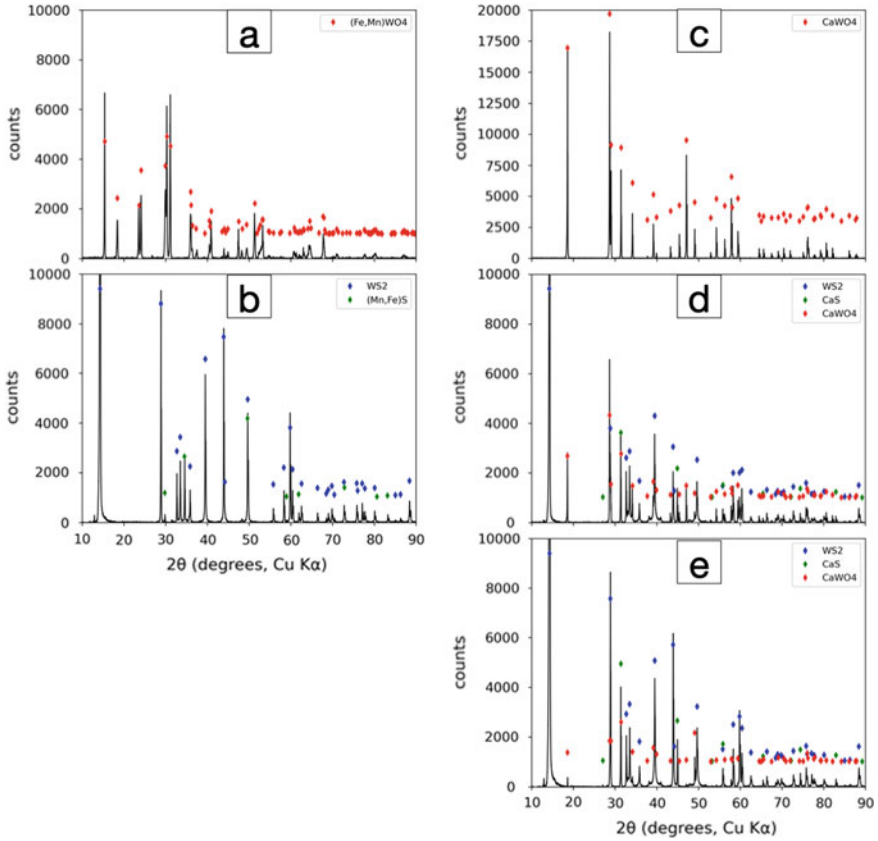 a
(Fe,Mn)WO4
10000
8000
6000
4000
2000
0
counts
b
WS2
(Mn,Fe)S
10000
8000
6000
4000
2000
0
counts
10 20 30 40 50 60 70 80 90
2θ (degrees, Cu Kα)
c
CaWO4
20000
17500
15000
12500
10000
7500
5000
2500
0
counts
d
WS2
CaS
CaWO4
10000
8000
6000
4000
2000
0
counts
e
WS2
CaS
CaWO4
10000
8000
6000
4000
2000
0
counts
10 20 30 40 50 60 70 80 90
2θ (degrees, Cu Kα)